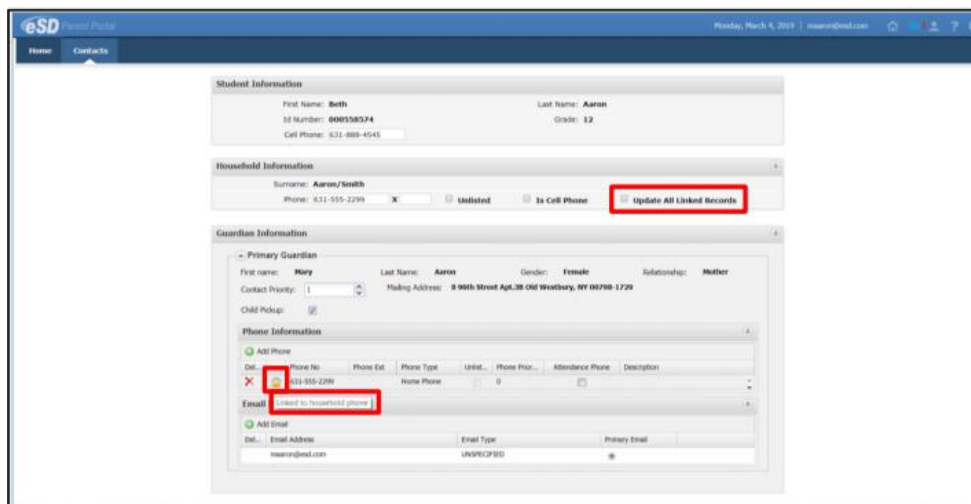 eSD Parent Portal
Monday, March 4, 2019 | maaron@esd.com
Home Contacts
Student Information
First Name: Beth Last Name: Aaron
Id Number: 000558574 Grade: 12
Cell Phone: 631-888-4545
Household Information
Surname: Aaron/Smith
Phone: 631-555-2299 X Unlisted Is Cell Phone Update All Linked Records
Guardian Information
Primary Guardian
First name: Mary Last Name: Aaron Gender: Female Relationship: Mother
Contact Priority: 1 Mailing Address: 8 96th Street Apt.3B Old Westbury, NY 00798-1729
Child Pickup:
Phone Information
Add Phone
Del... Phone No Phone Ext Phone Type Unlist... Phone Prior... Attendance Phone Description
631-555-2299 Home Phone 0
Email
Linked to household phone
Add Email
Del... Email Address Email Type Primary Email
maaron@esd.com UNSPECIFIED